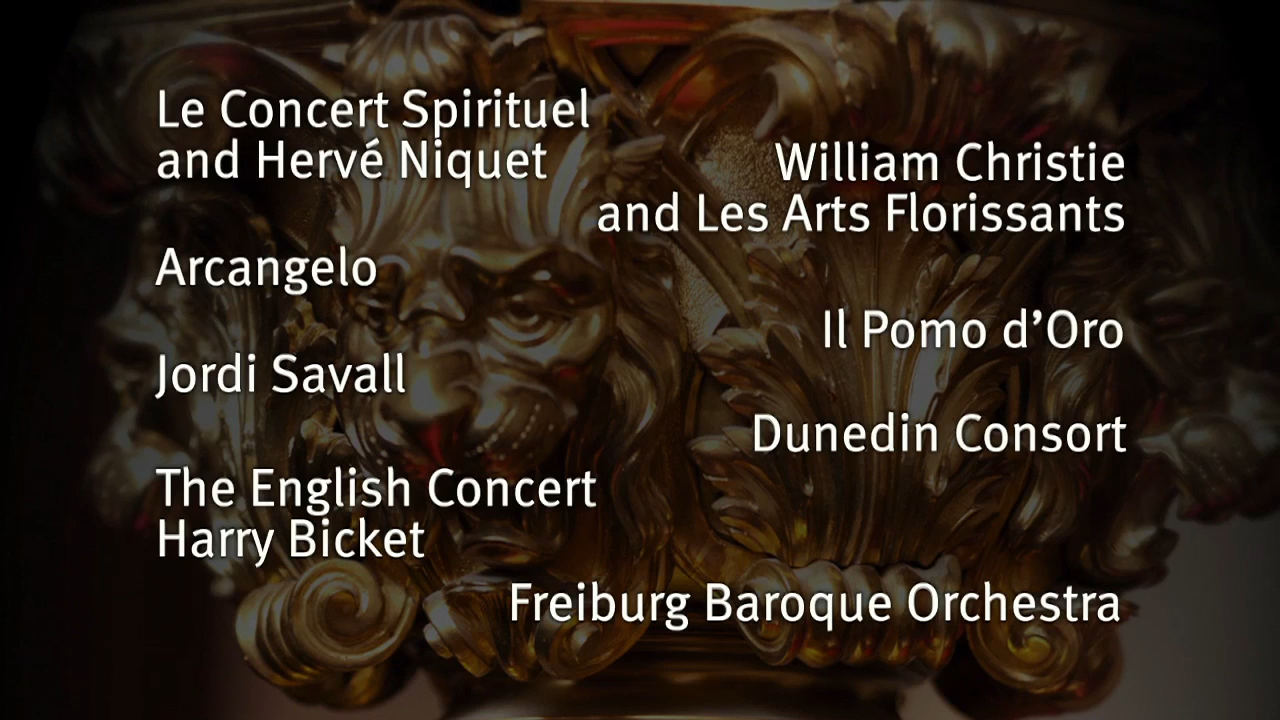 Le Concert Spirituel
and Hervé Niquet
William Christie
and Les Arts Florissants
Arcangelo
Il Pomo d’Oro
Jordi Savall
Dunedin Consort
The English Concert
Harry Bicket
Freiburg Baroque Orchestra